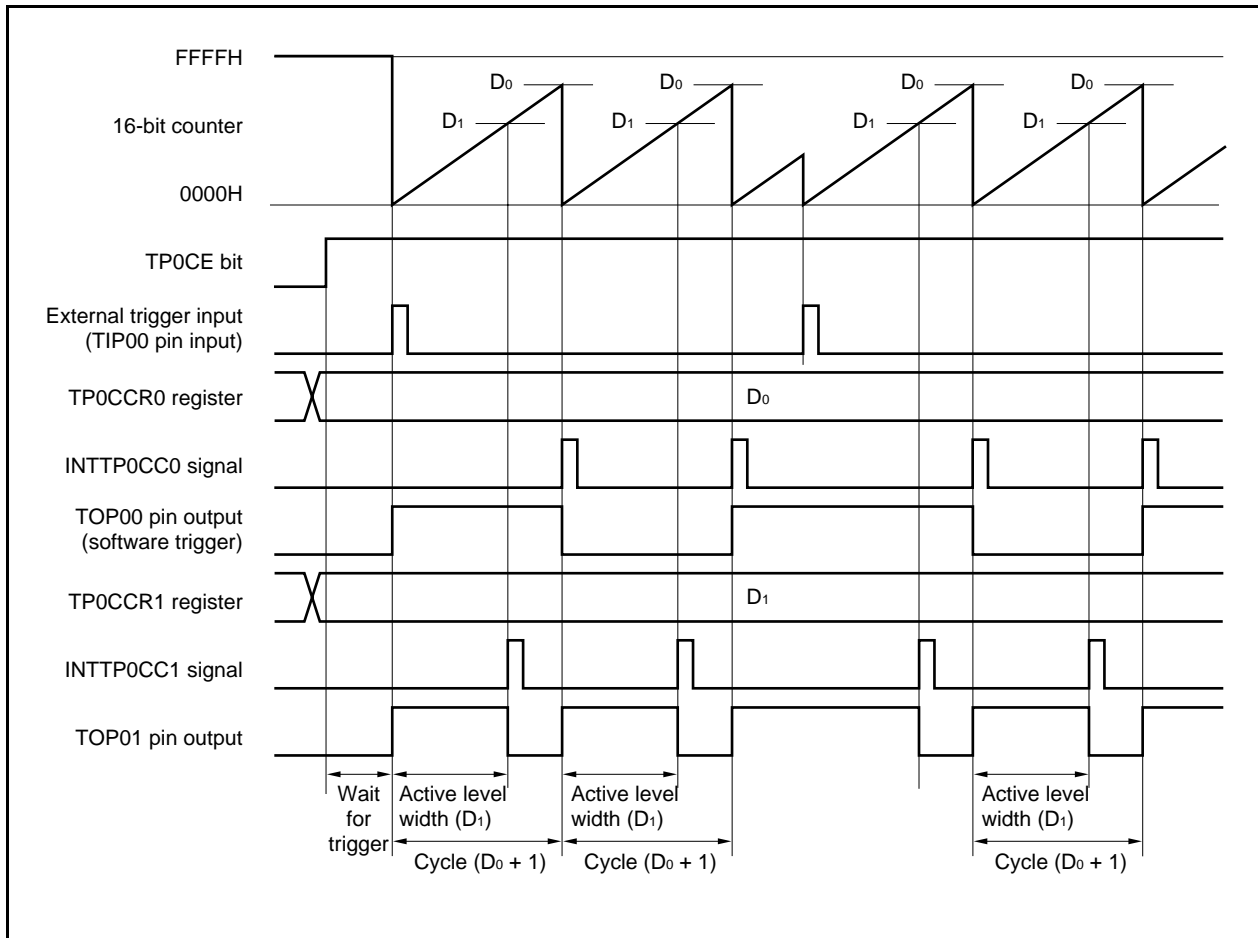 FFFFH
D₀ D₀ D₀ D₀
D₁ D₁ D₁ D₁
16-bit counter
0000H
TP0CE bit
External trigger input
(TIP00 pin input)
TP0CCR0 register
D₀
INTTP0CC0 signal
TOP00 pin output
(software trigger)
TP0CCR1 register
D₁
INTTP0CC1 signal
TOP01 pin output
Wait
for
trigger
Active level
width (D₁)
Active level
width (D₁)
Active level
width (D₁)
Cycle (D₀ + 1)
Cycle (D₀ + 1)
Cycle (D₀ + 1)